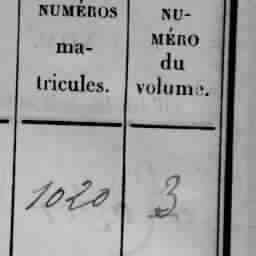 NUMÉROS
ma-
tricules.
NU-
MÉRO
du
volume.
1020
3